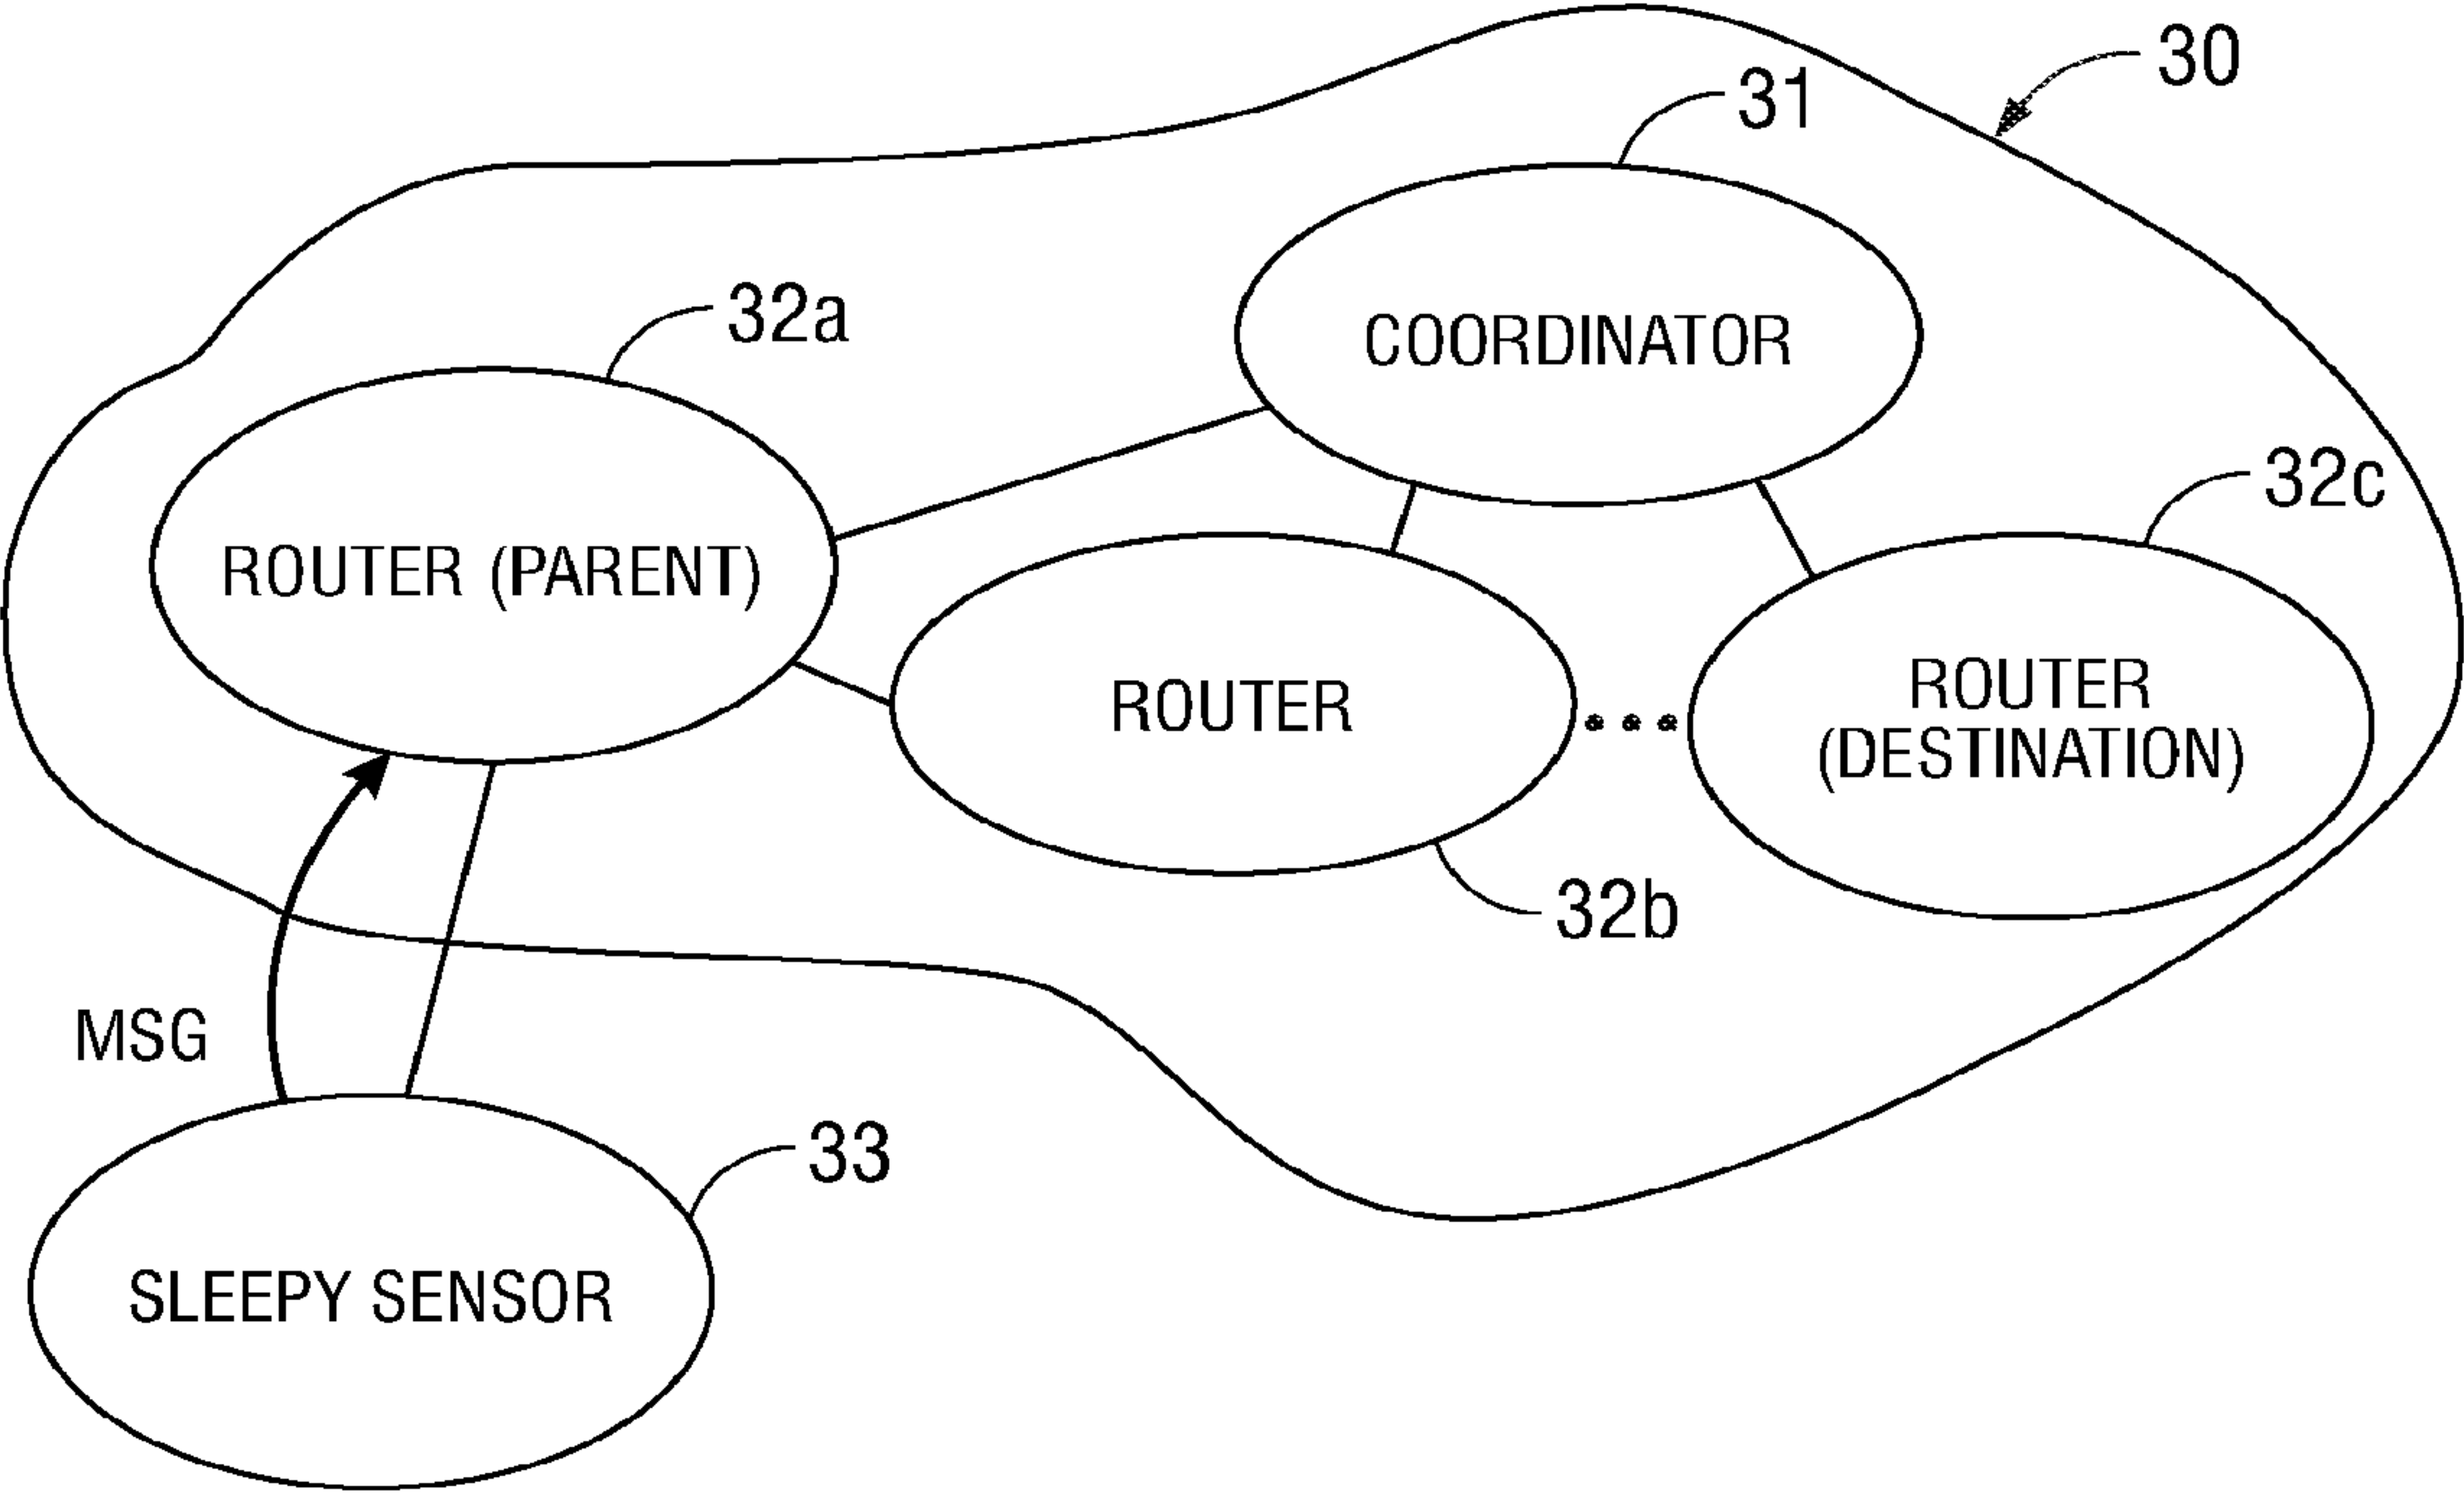 30
31
COORDINATOR
32a
ROUTER (PARENT)
32c
ROUTER
ROUTER
(DESTINATION)
32b
MSG
33
SLEEPY SENSOR